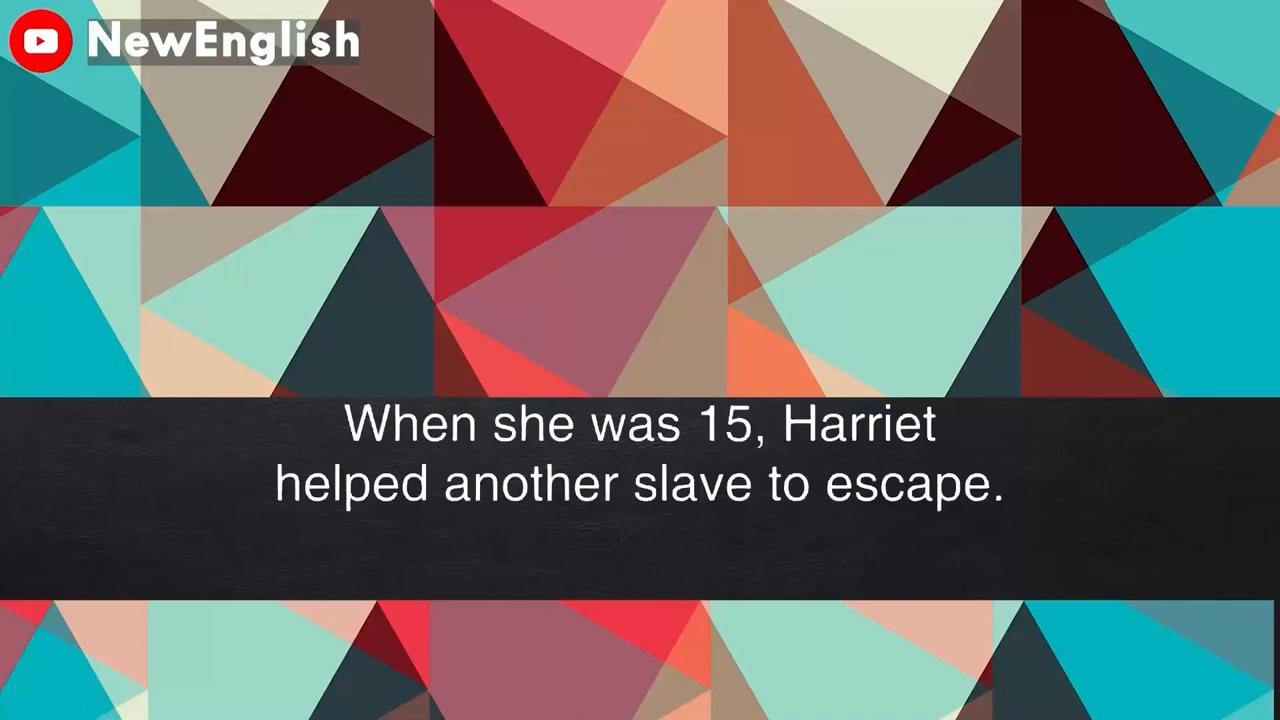 NewEnglish
When she was 15, Harriet
helped another slave to escape.